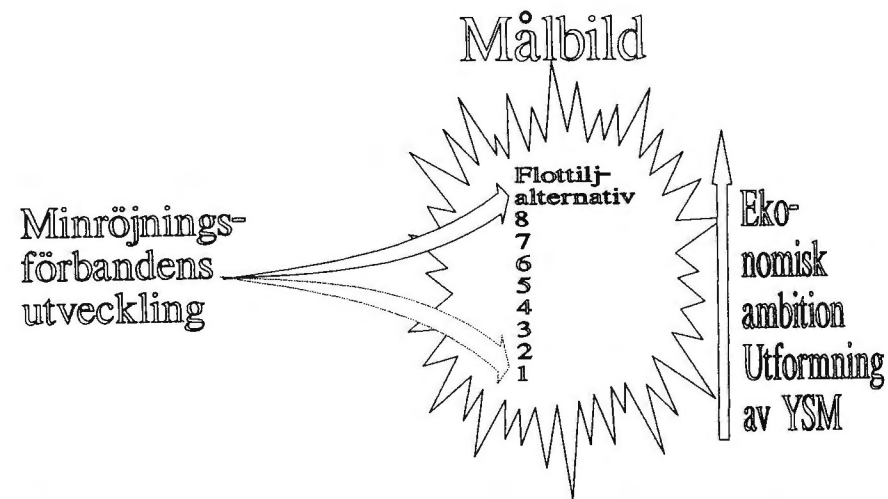 Målbild
Minröjnings-
förbandens
utveckling
Flottilj-
alternativ
8
7
6
5
4
3
2
1
Eko-
nomisk
ambition
Utformning
av YSM